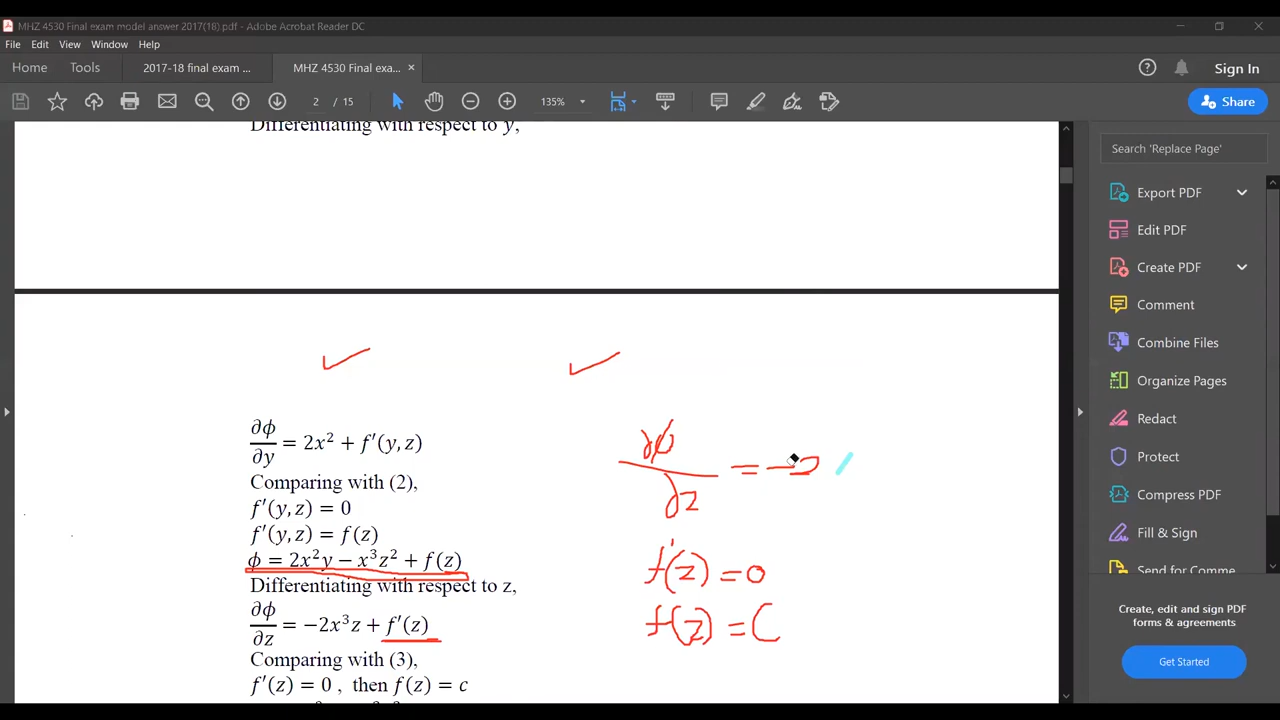 MHZ 4530 Final exam model answer 2017(18).pdf - Adobe Acrobat Reader DC
File Edit View Window Help
Home Tools 2017-18 final exam ... MHZ 4530 Final exa... × Sign In
2 / 15 135% Share
Differentiating with respect to y,
Search 'Replace Page'
Export PDF
Edit PDF
Create PDF
Comment
Combine Files
Organize Pages
Redact
Protect
Compress PDF
Fill & Sign
Send for Comme
Create, edit and sign PDF
forms & agreements
Get Started
∂ϕ/∂y = 2x² + f′(y, z)
Comparing with (2),
f′(y, z) = 0
f′(y, z) = f(z)
ϕ = 2x²y − x³z² + f(z)
Differentiating with respect to z,
∂ϕ/∂z = −2x³z + f′(z)
Comparing with (3),
f′(z) = 0 , then f(z) = c
∂ϕ/∂z = −2
f′(z) = 0
f(z) = C